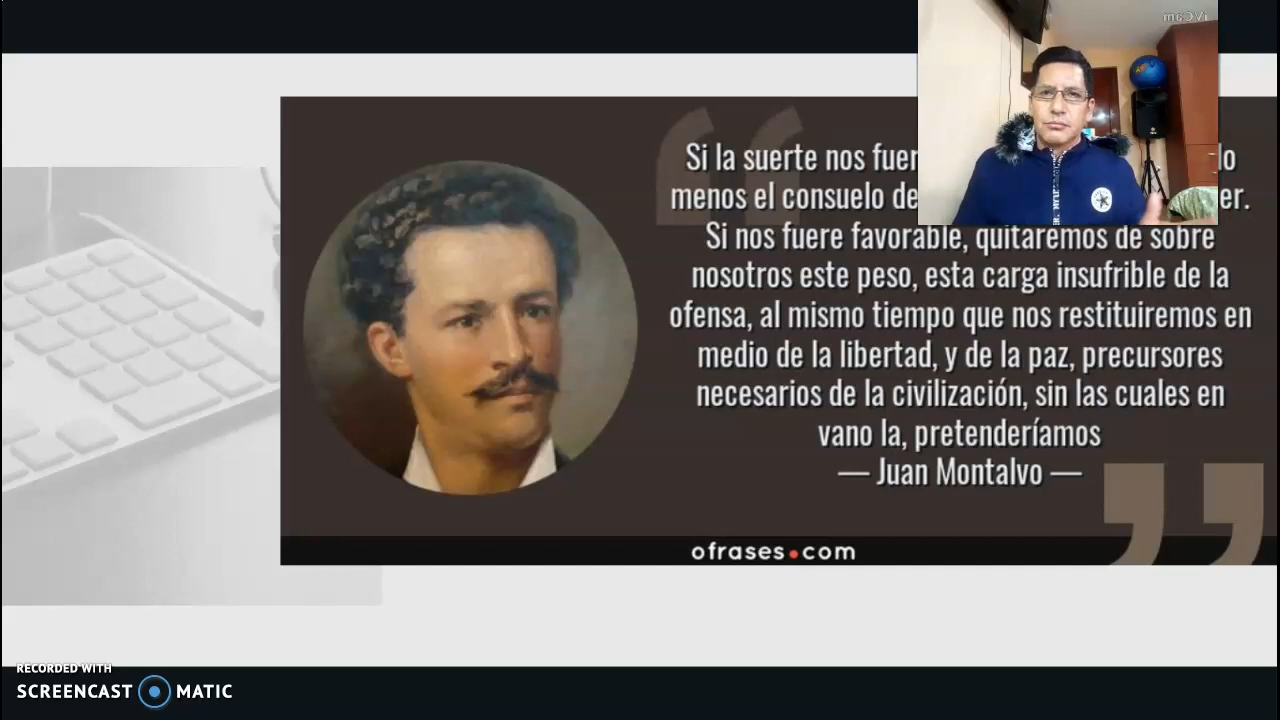 iVCam
Si la suerte nos fuer lo
menos el consuelo de er.
Si nos fuere favorable, quitaremos de sobre
nosotros este peso, esta carga insufrible de la
ofensa, al mismo tiempo que nos restituiremos en
medio de la libertad, y de la paz, precursores
necesarios de la civilización, sin las cuales en
vano la, pretenderíamos
— Juan Montalvo —
ofrases.com
RECORDED WITH
SCREENCAST MATIC